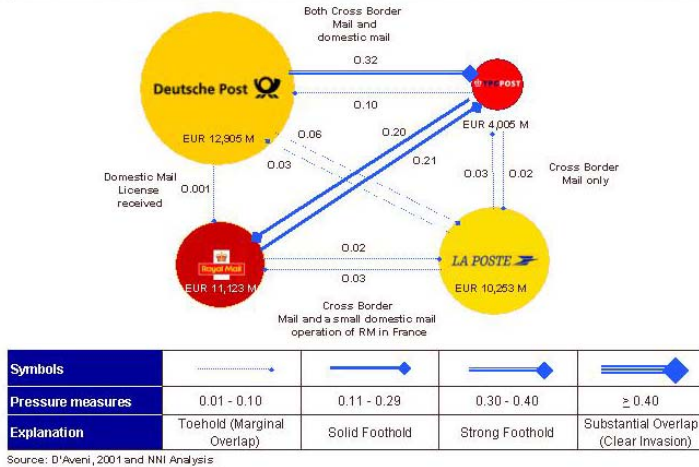 Both Cross Border
Mail and
domestic mail
0.32
Deutsche Post
TPGPOST
0.10
EUR 4,005 M
EUR 12,905 M
0.06
0.20
0.21
0.03
0.03
0.02
Cross Border
Mail only
Domestic Mail
License
received
0.001
Royal Mail
EUR 11,123 M
0.02
0.03
LA POSTE
EUR 10,253 M
Cross Border
Mail and a small domestic mail
operation of RM in France
Symbols
Pressure measures 0.01 - 0.10 0.11 - 0.29 0.30 - 0.40 ≥ 0.40
Explanation Toehold (Marginal Overlap) Solid Foothold Strong Foothold Substantial Overlap (Clear Invasion)
Source: D'Aveni, 2001 and NNI Analysis